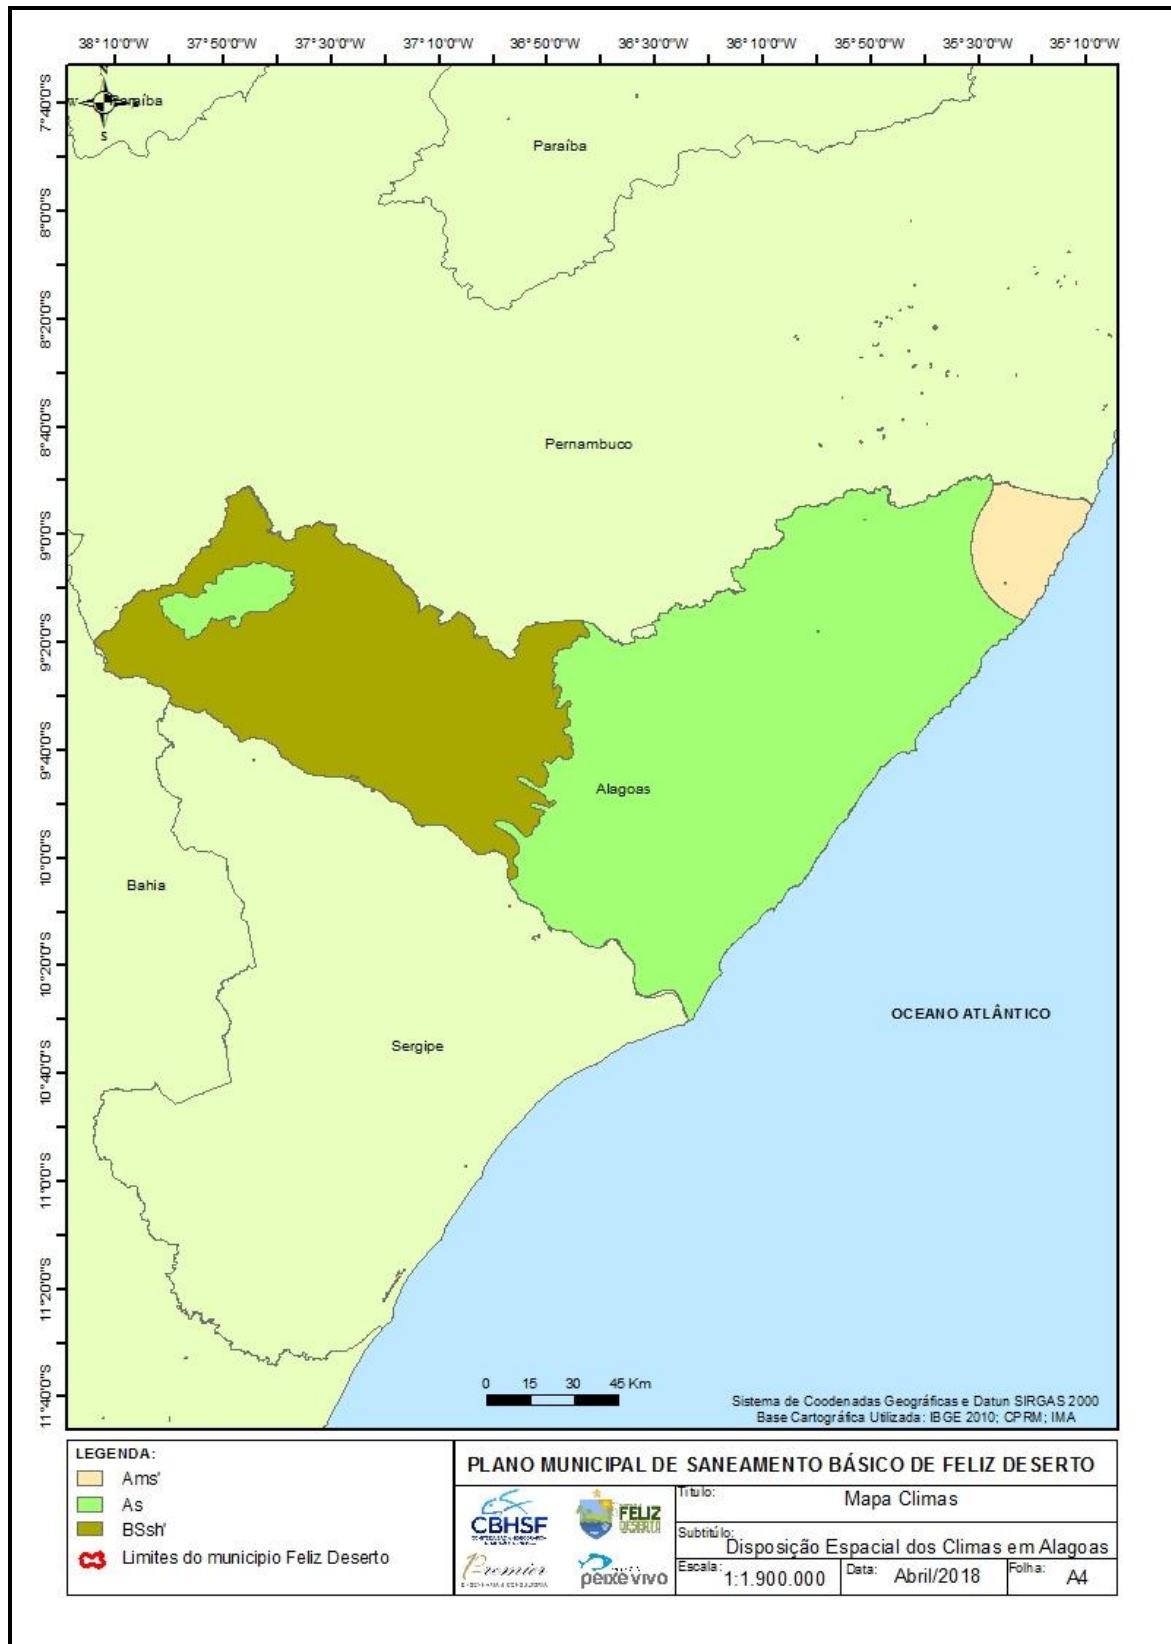 38°10'0"W 37°50'0"W 37°30'0"W 37°10'0"W 36°50'0"W 36°30'0"W 36°10'0"W 35°50'0"W 35°30'0"W 35°10'0"W
N
W
S
Paraíba
Paraíba
Pernambuco
Alagoas
Bahia
Sergipe
OCEANO ATLÂNTICO
7°40'0"S
8°0'0"S
8°20'0"S
8°40'0"S
9°0'0"S
9°20'0"S
9°40'0"S
10°0'0"S
10°20'0"S
10°40'0"S
11°0'0"S
11°20'0"S
11°40'0"S
0 15 30 45 Km
Sistema de Coodenadas Geográficas e Datun SIRGAS 2000
Base Cartográfica Utilizada: IBGE 2010; CPRM; IMA
LEGENDA:
Ams'
As
BSsh'
Limites do municipio Feliz Deserto
PLANO MUNICIPAL DE SANEAMENTO BÁSICO DE FELIZ DESERTO
CBHSF
FELIZ
DESERTO
Premier
peixe vivo
Título:
Mapa Climas
Subtitúlo:
Disposição Espacial dos Climas em Alagoas
Escala: 1:1.900.000
Data: Abril/2018
Folha: A4